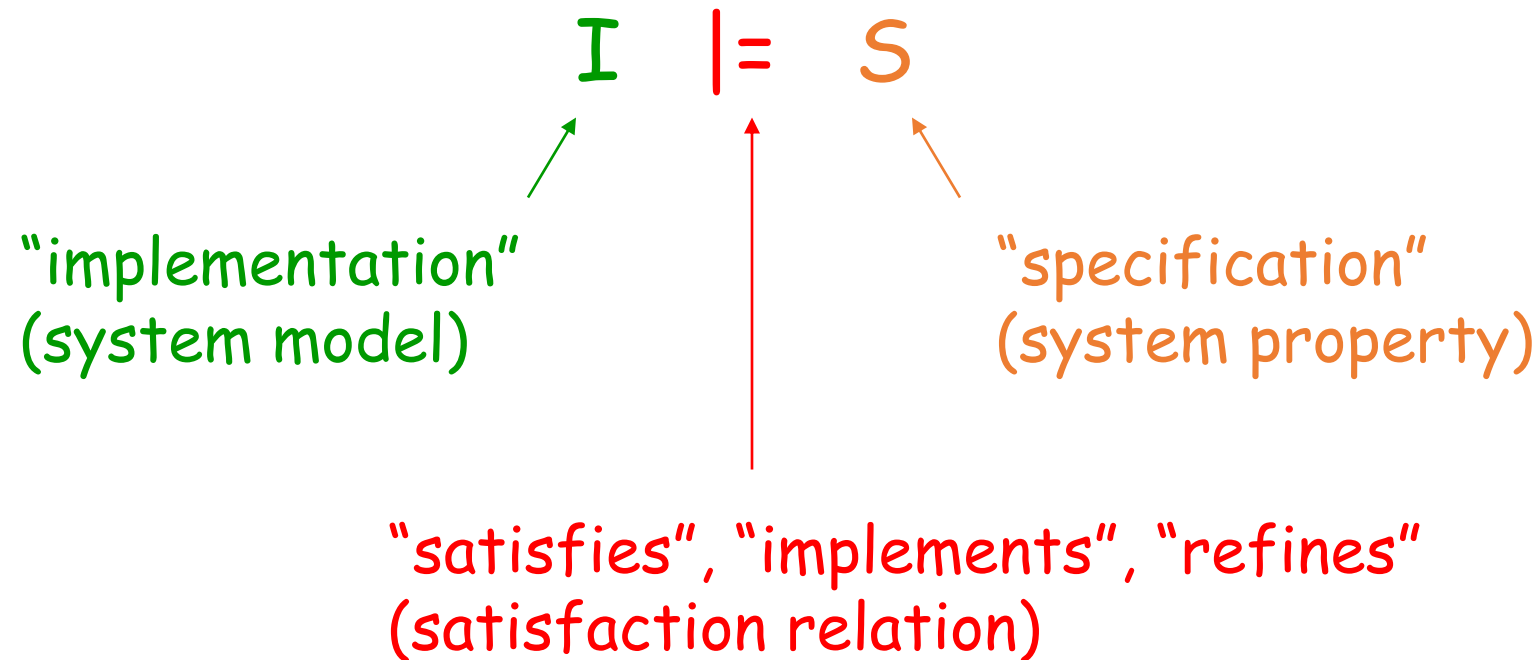 I |= S
“implementation”
(system model)
“specification”
(system property)
“satisfies”, “implements”, “refines”
(satisfaction relation)